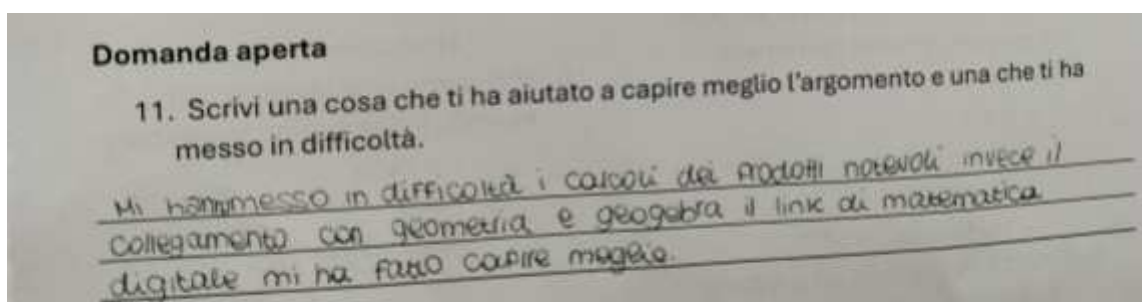 Domanda aperta
11. Scrivi una cosa che ti ha aiutato a capire meglio l'argomento e una che ti ha
messo in difficoltà.
Mi hannomesso in difficoltà i calcoli dei prodotti notevoli invece il
collegamento con geometria e geogebra il link di matematica
digitale mi ha fatto capire meglio.